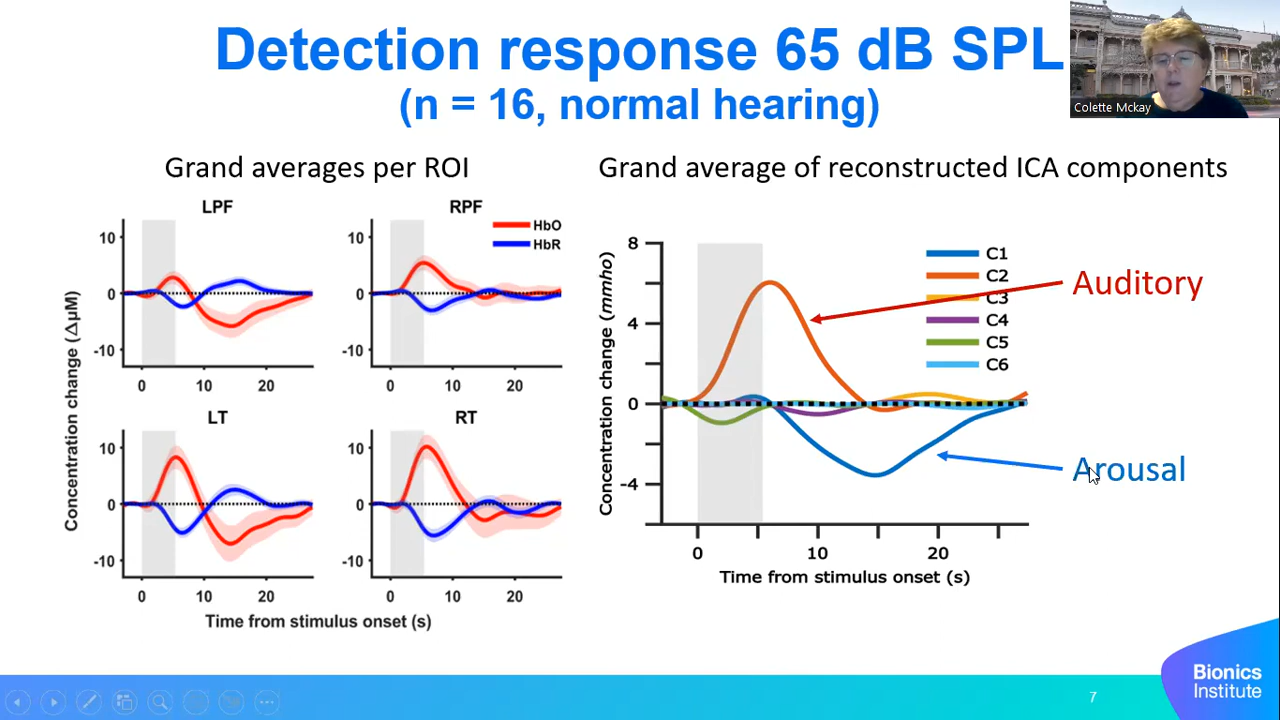 Detection response 65 dB SPL
(n = 16, normal hearing)
Colette Mckay
Grand averages per ROI
Grand average of reconstructed ICA components
LPF
RPF
HbO
HbR
10
0
-10
0
10
20
10
0
-10
0
10
20
LT
RT
10
0
-10
0
10
20
10
0
-10
0
10
20
Concentration change (ΔμM)
Time from stimulus onset (s)
8
4
0
-4
0
10
20
Concentration change (mmho)
Time from stimulus onset (s)
C1
C2
C3
C4
C5
C6
Auditory
Arousal
Bionics
Institute
7